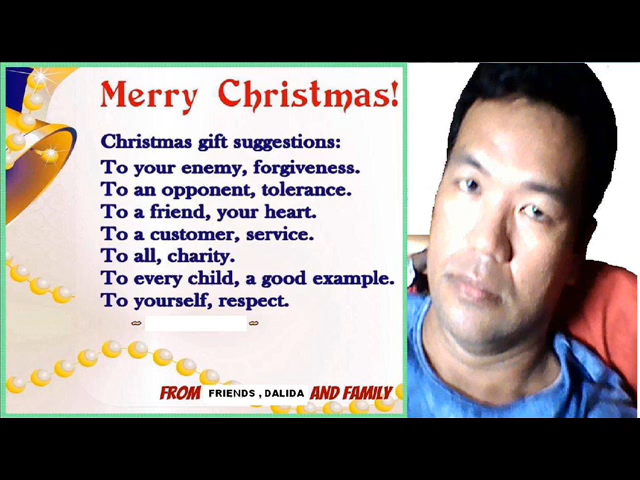 Merry Christmas!
Christmas gift suggestions:
To your enemy, forgiveness.
To an opponent, tolerance.
To a friend, your heart.
To a customer, service.
To all, charity.
To every child, a good example.
To yourself, respect.
FROM FRIENDS , DALIDA AND FAMILY